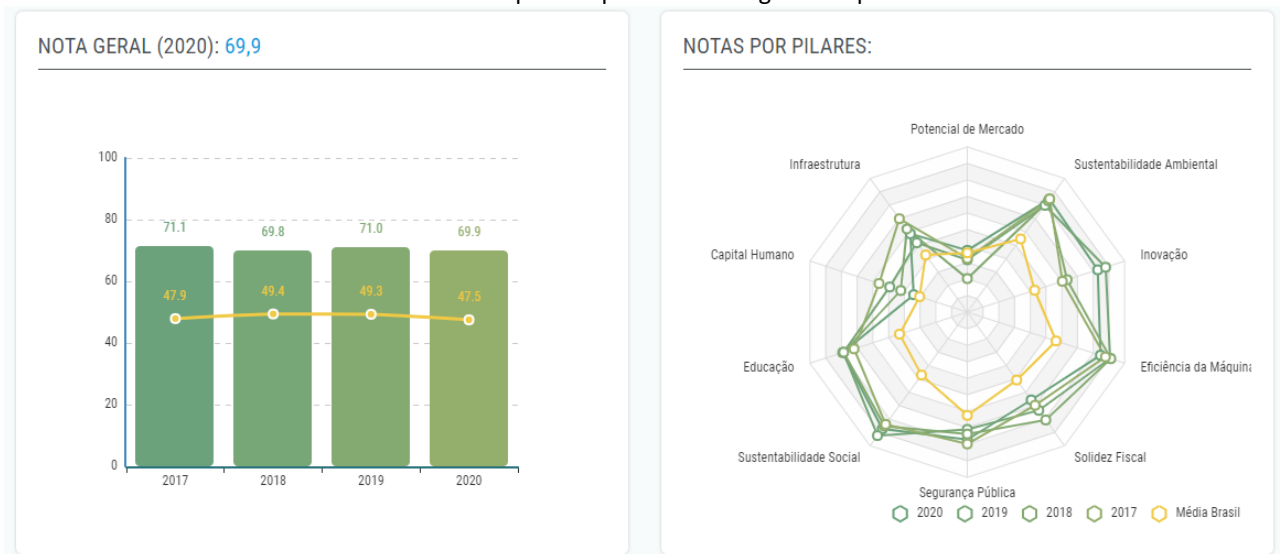 NOTA GERAL (2020): 69,9
100
80
60
40
20
0
71.1
69.8
71.0
69.9
47.9
49.4
49.3
47.5
2017
2018
2019
2020
NOTAS POR PILARES:
Potencial de Mercado
Sustentabilidade Ambiental
Inovação
Eficiência da Máquina
Solidez Fiscal
Segurança Pública
Sustentabilidade Social
Educação
Capital Humano
Infraestrutura
2020 2019 2018 2017 Média Brasil